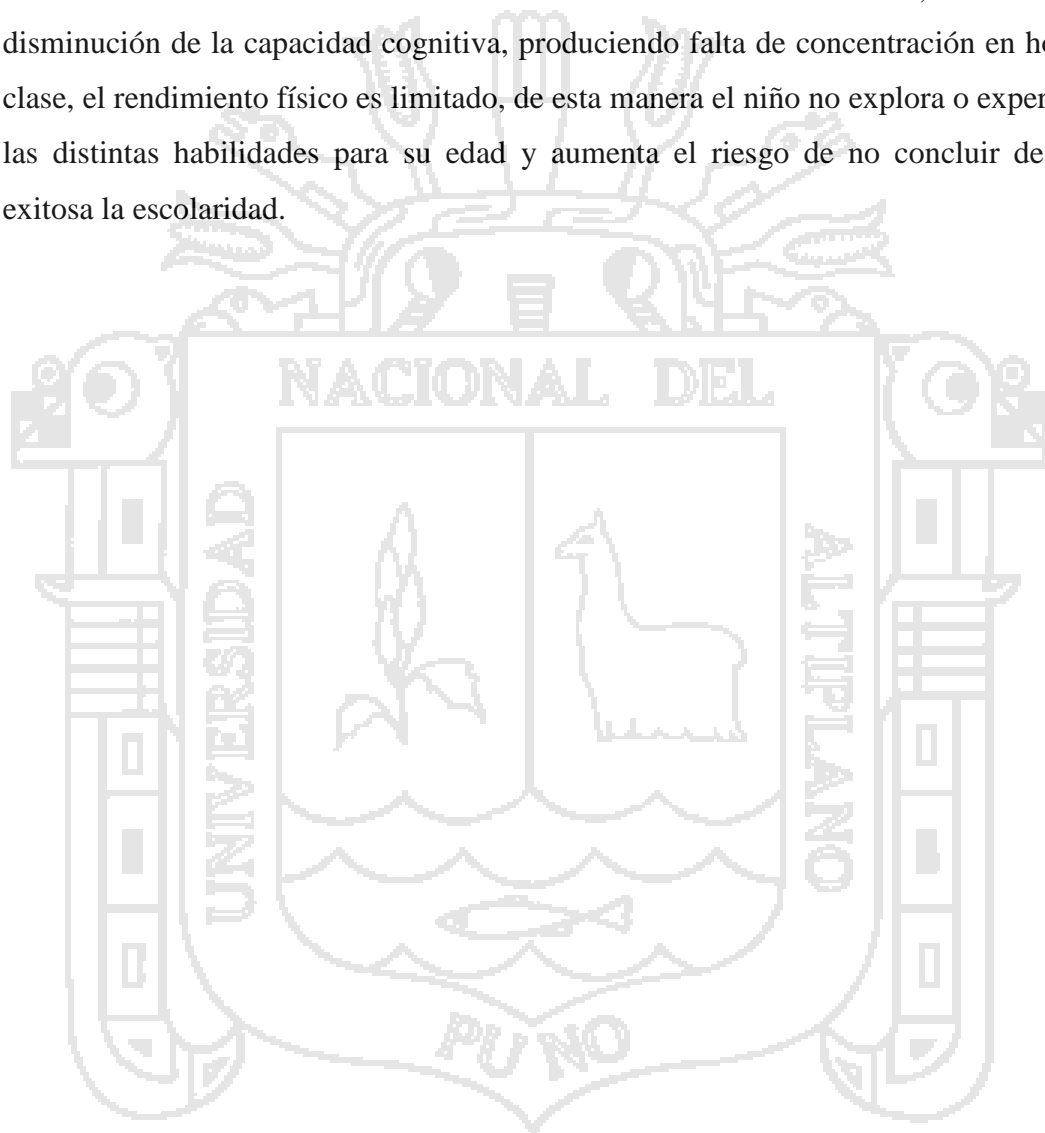 disminución de la capacidad cognitiva, produciendo falta de concentración en
clase, el rendimiento físico es limitado, de esta manera el niño no explora o
las distintas habilidades para su edad y aumenta el riesgo de no concluir
exitosa la escolaridad.
NACIONAL DEL
UNIVERSIDAD
ALTIPLANO
PUNO